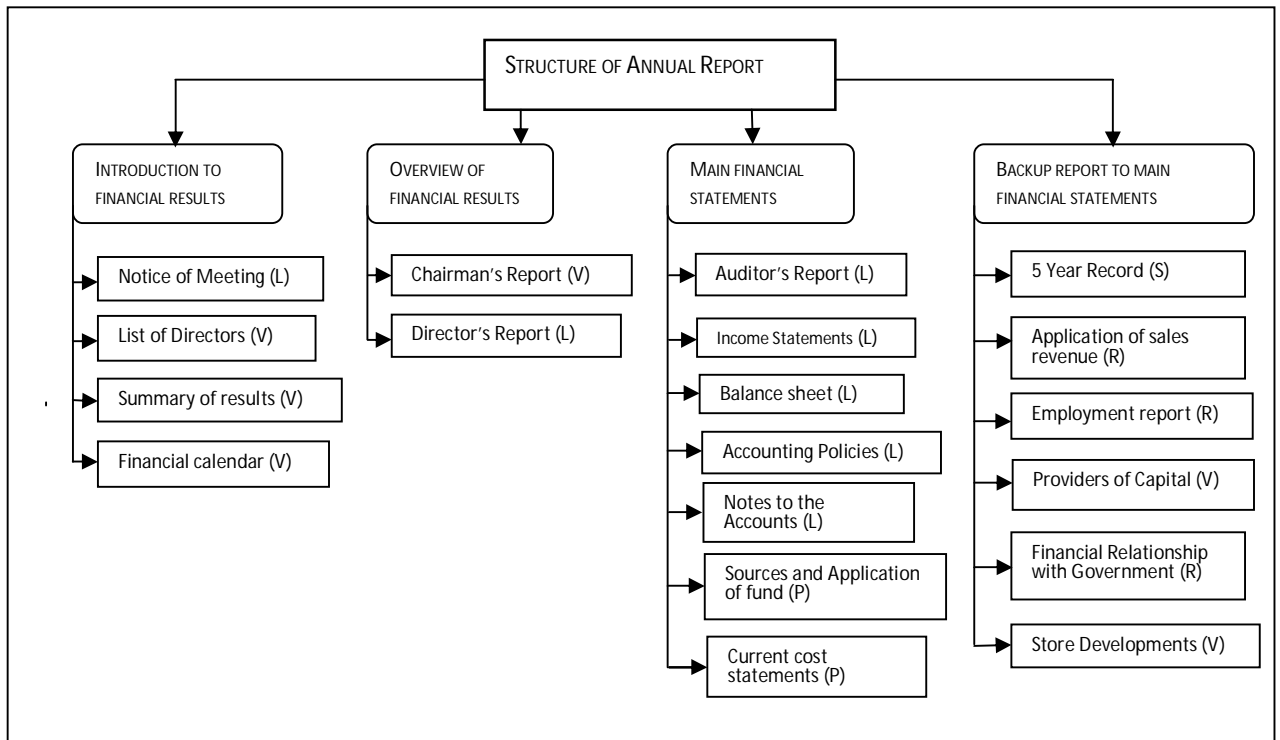 STRUCTURE OF ANNUAL REPORT
INTRODUCTION TO
FINANCIAL RESULTS
Notice of Meeting (L)
List of Directors (V)
Summary of results (V)
Financial calendar (V)
OVERVIEW OF
FINANCIAL RESULTS
Chairman's Report (V)
Director's Report (L)
MAIN FINANCIAL
STATEMENTS
Auditor's Report (L)
Income Statements (L)
Balance sheet (L)
Accounting Policies (L)
Notes to the
Accounts (L)
Sources and Application
of fund (P)
Current cost
statements (P)
BACKUP REPORT TO MAIN
FINANCIAL STATEMENTS
5 Year Record (S)
Application of sales
revenue (R)
Employment report (R)
Providers of Capital (V)
Financial Relationship
with Government (R)
Store Developments (V)